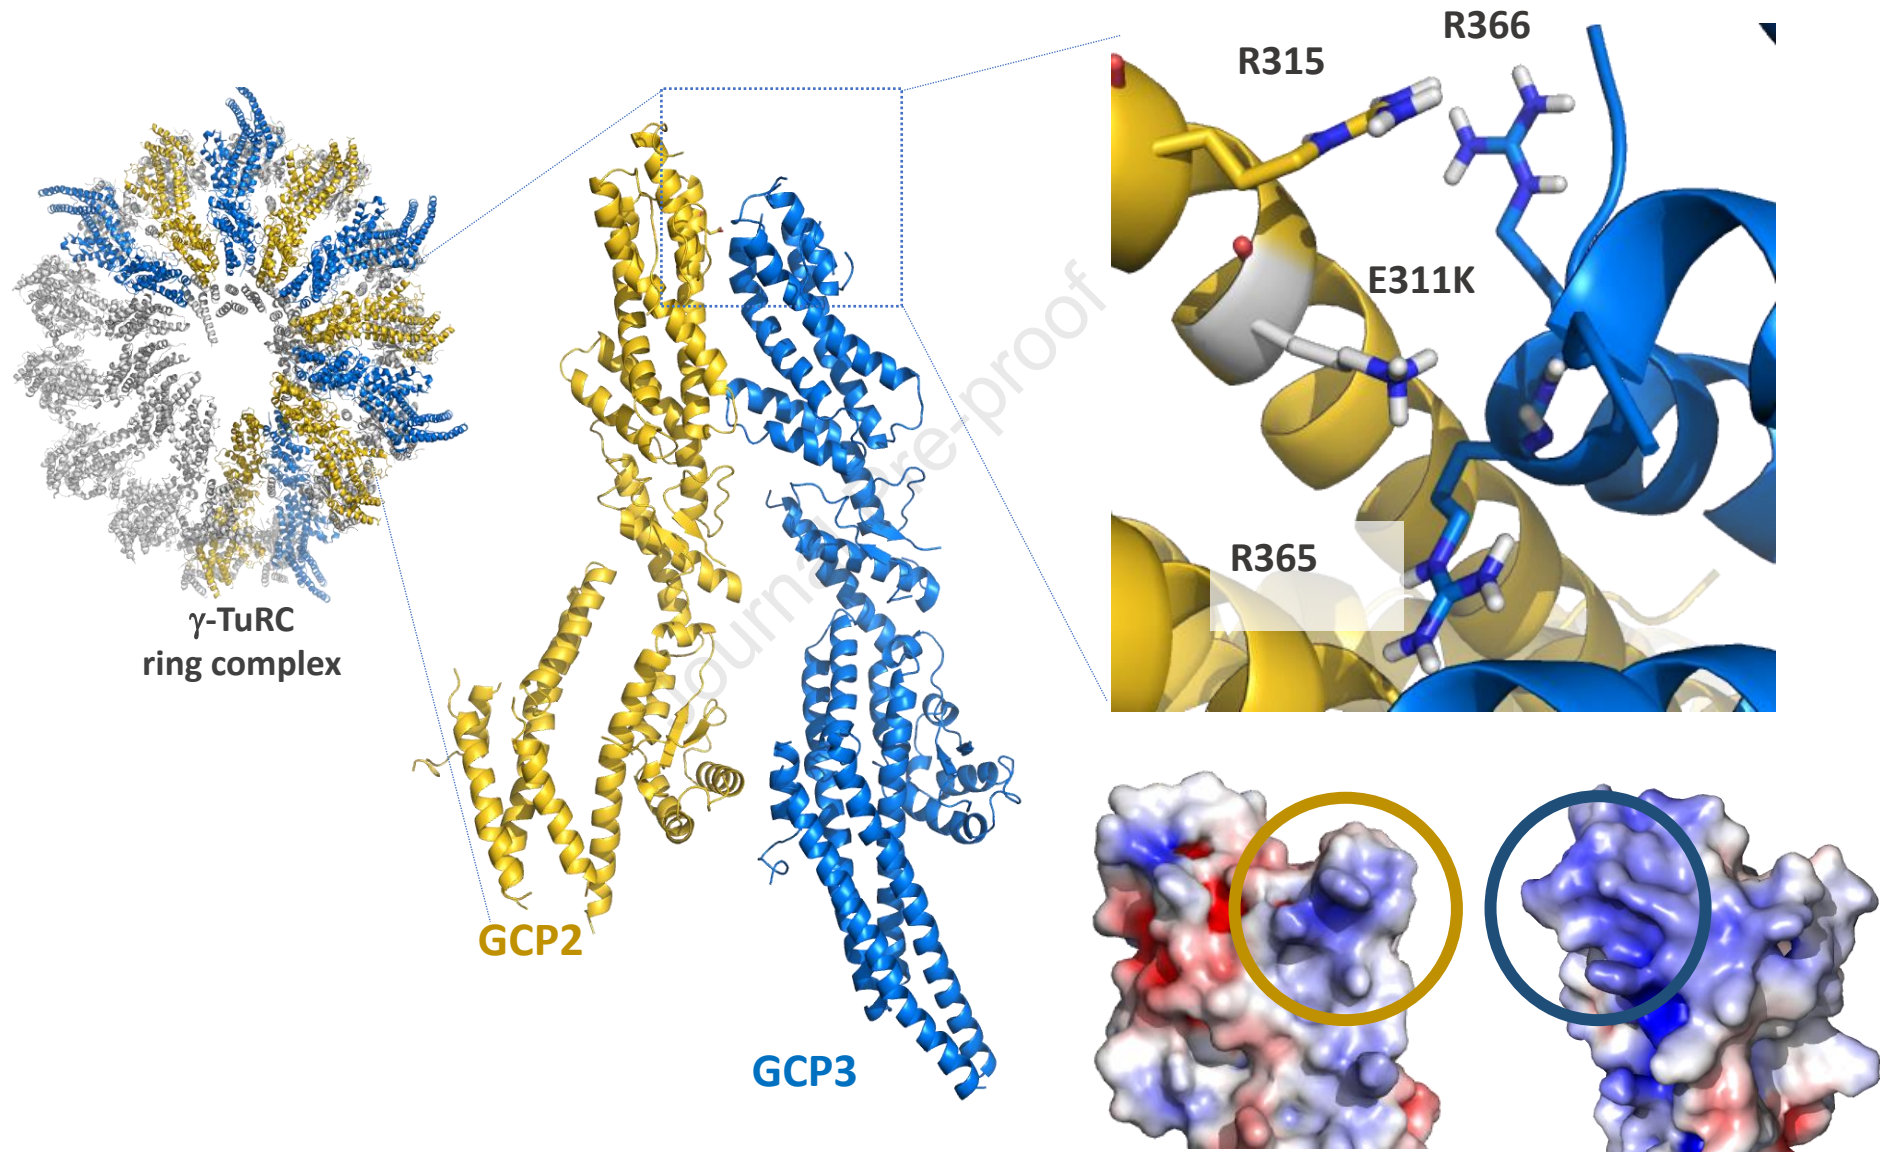 R366
R315
E311K
R365
γ-TuRC
ring complex
GCP2
GCP3
Journal Pre-proof